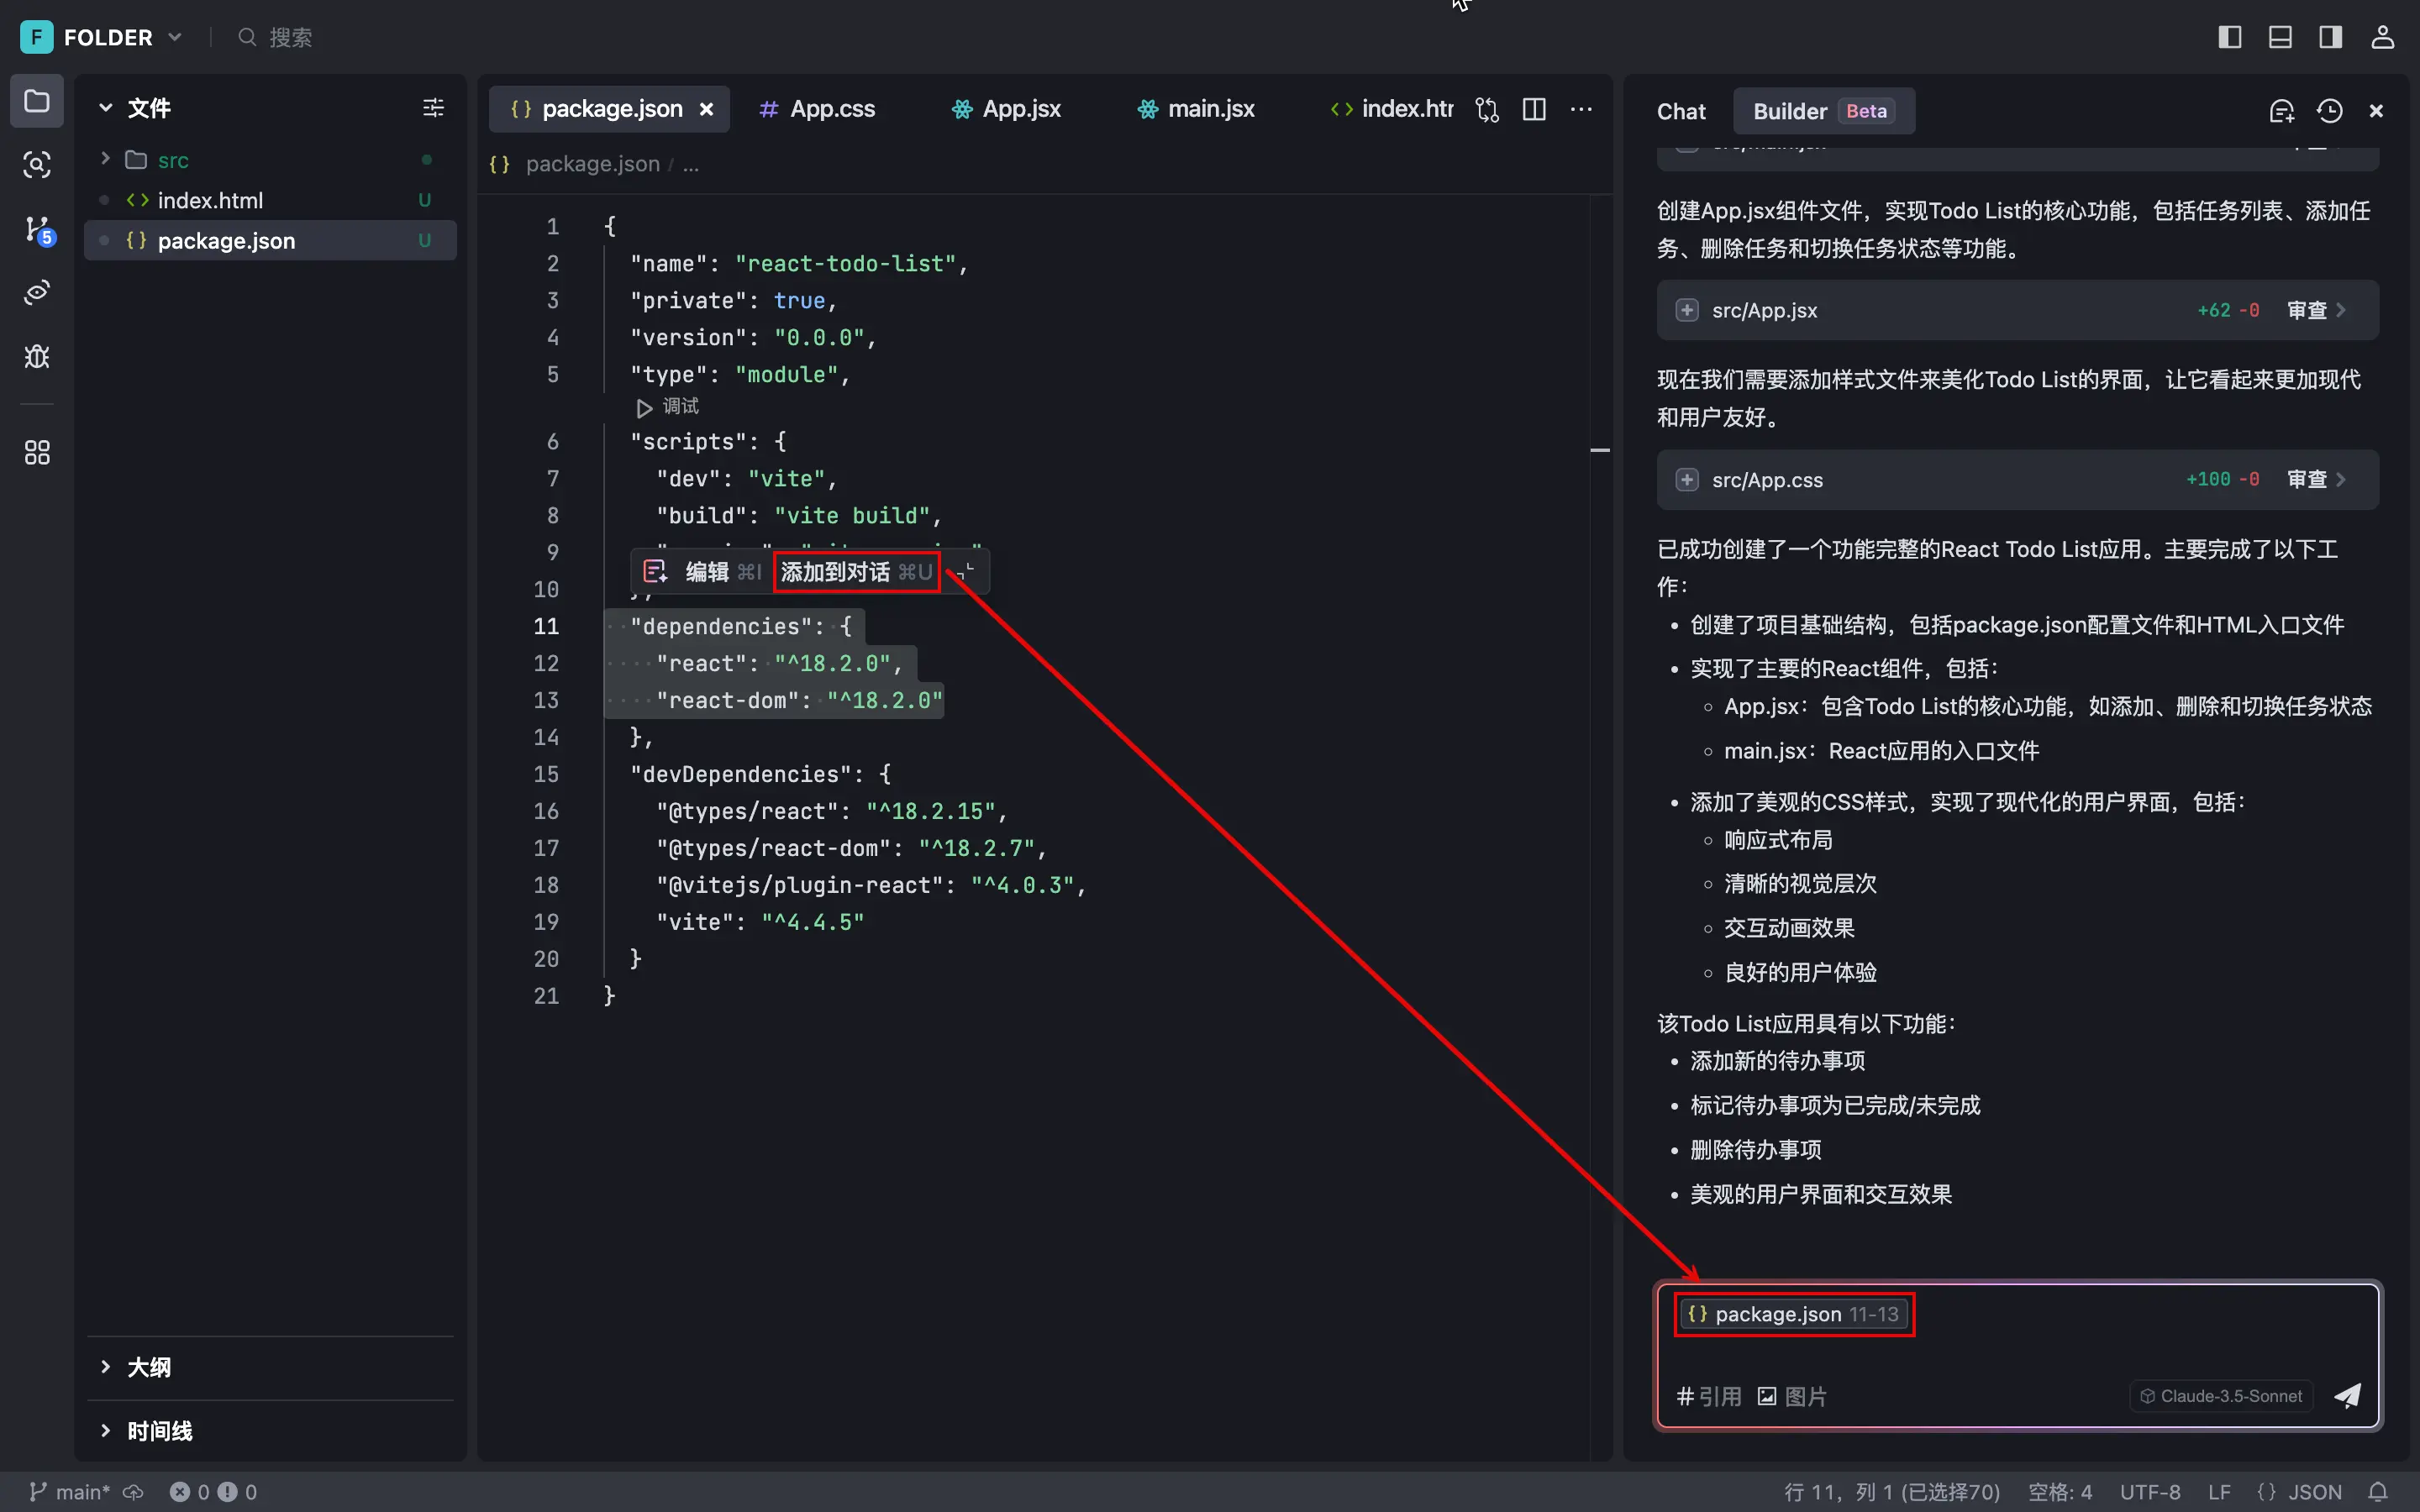 F FOLDER 搜索
文件
src
index.html U
package.json U
5
大纲
时间线
package.json App.css App.jsx main.jsx index.htr
package.json / ...
1 {
2 "name": "react-todo-list",
3 "private": true,
4 "version": "0.0.0",
5 "type": "module",
调试
6 "scripts": {
7 "dev": "vite",
8 "build": "vite build",
9
编辑 ⌘I 添加到对话 ⌘U
10 },
11 "dependencies": {
12 "react": "^18.2.0",
13 "react-dom": "^18.2.0"
14 },
15 "devDependencies": {
16 "@types/react": "^18.2.15",
17 "@types/react-dom": "^18.2.7",
18 "@vitejs/plugin-react": "^4.0.3",
19 "vite": "^4.4.5"
20 }
21 }
Chat Builder Beta
创建App.jsx组件文件，实现Todo List的核心功能，包括任务列表、添加任
务、删除任务和切换任务状态等功能。
src/App.jsx +62 -0 审查
现在我们需要添加样式文件来美化Todo List的界面，让它看起来更加现代
和用户友好。
src/App.css +100 -0 审查
已成功创建了一个功能完整的React Todo List应用。主要完成了以下工
作：
• 创建了项目基础结构，包括package.json配置文件和HTML入口文件
• 实现了主要的React组件，包括：
◦ App.jsx：包含Todo List的核心功能，如添加、删除和切换任务状态
◦ main.jsx：React应用的入口文件
• 添加了美观的CSS样式，实现了现代化的用户界面，包括：
◦ 响应式布局
◦ 清晰的视觉层次
◦ 交互动画效果
◦ 良好的用户体验
该Todo List应用具有以下功能：
• 添加新的待办事项
• 标记待办事项为已完成/未完成
• 删除待办事项
• 美观的用户界面和交互效果
package.json 11-13
# 引用 图片 Claude-3.5-Sonnet
main* 0 0 行 11，列 1 (已选择70) 空格: 4 UTF-8 LF {} JSON